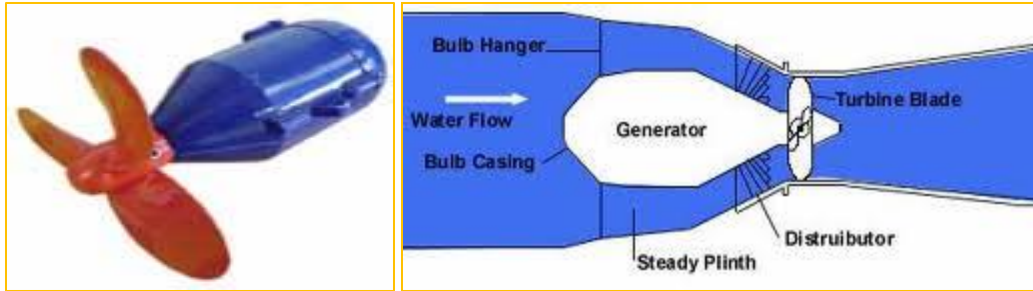 Bulb Hanger
Water Flow
Bulb Casing
Generator
Turbine Blade
Distruibutor
Steady Plinth